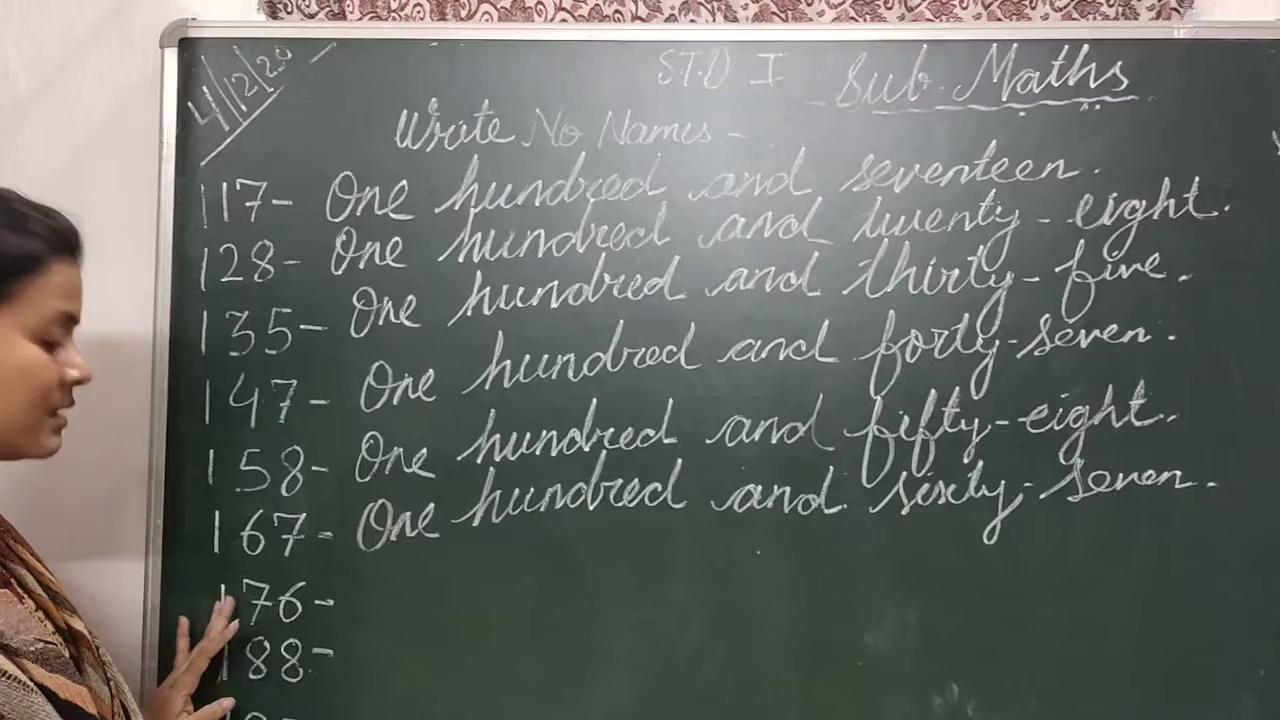 4/12/20
STD I Sub. Maths
Write No Names -
117- One hundred and seventeen.
128- One hundred and twenty-eight.
135- One hundred and thirty-five.
147- One hundred and forty-seven.
158- One hundred and fifty-eight.
167- One hundred and sixty-seven.
176-
188-